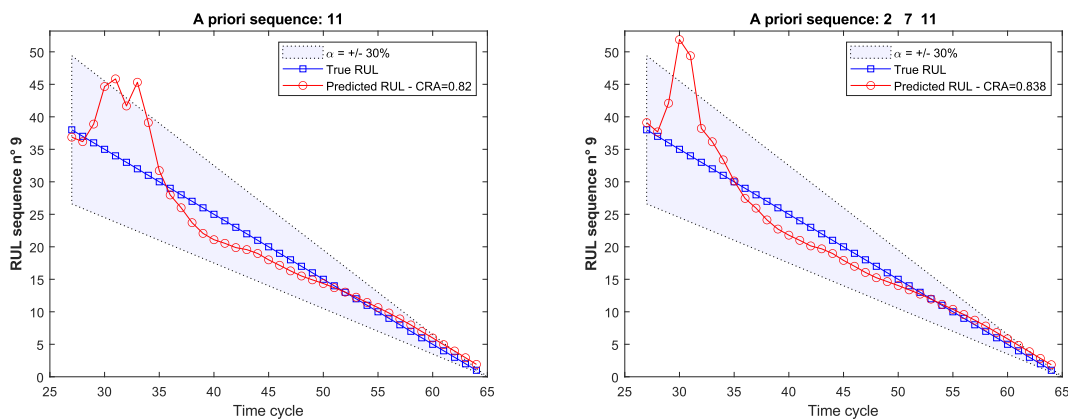 A priori sequence: 11
50
45
40
35
30
25
20
15
10
5
0
RUL sequence n° 9
α = +/- 30%
True RUL
Predicted RUL - CRA=0.82
25 30 35 40 45 50 55 60 65
Time cycle
A priori sequence: 2 7 11
50
45
40
35
30
25
20
15
10
5
0
RUL sequence n° 9
α = +/- 30%
True RUL
Predicted RUL - CRA=0.838
25 30 35 40 45 50 55 60 65
Time cycle